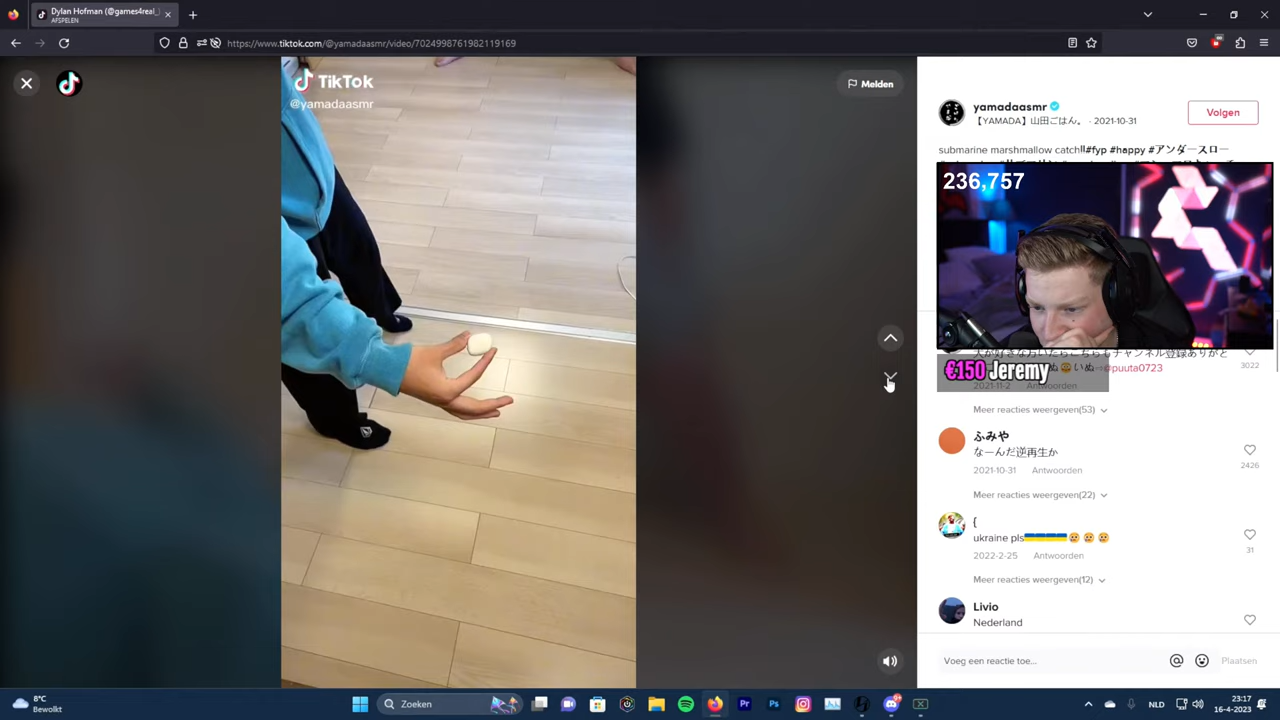 Dylan Hofman (@games4real_)
AFSPELEN
https://www.tiktok.com/@yamadaasmr/video/7024998761982119169
TikTok
@yamadaasmr
Melden
yamadaasmr
【YAMADA】山田ごはん。 · 2021-10-31
Volgen
submarine marshmallow catch!!#fyp #happy #アンダースロー
236,757
€150 Jeremy
@puuta0723
3022
2021-11-2 Antwoorden
Meer reacties weergeven(53)
ふみや
なーんだ逆再生か
2426
2021-10-31 Antwoorden
Meer reacties weergeven(22)
{
ukraine pls
31
2022-2-25 Antwoorden
Meer reacties weergeven(12)
Livio
Nederland
Voeg een reactie toe...
Plaatsen
8°C
Bewolkt
Zoeken
NLD
23:17
16-4-2023